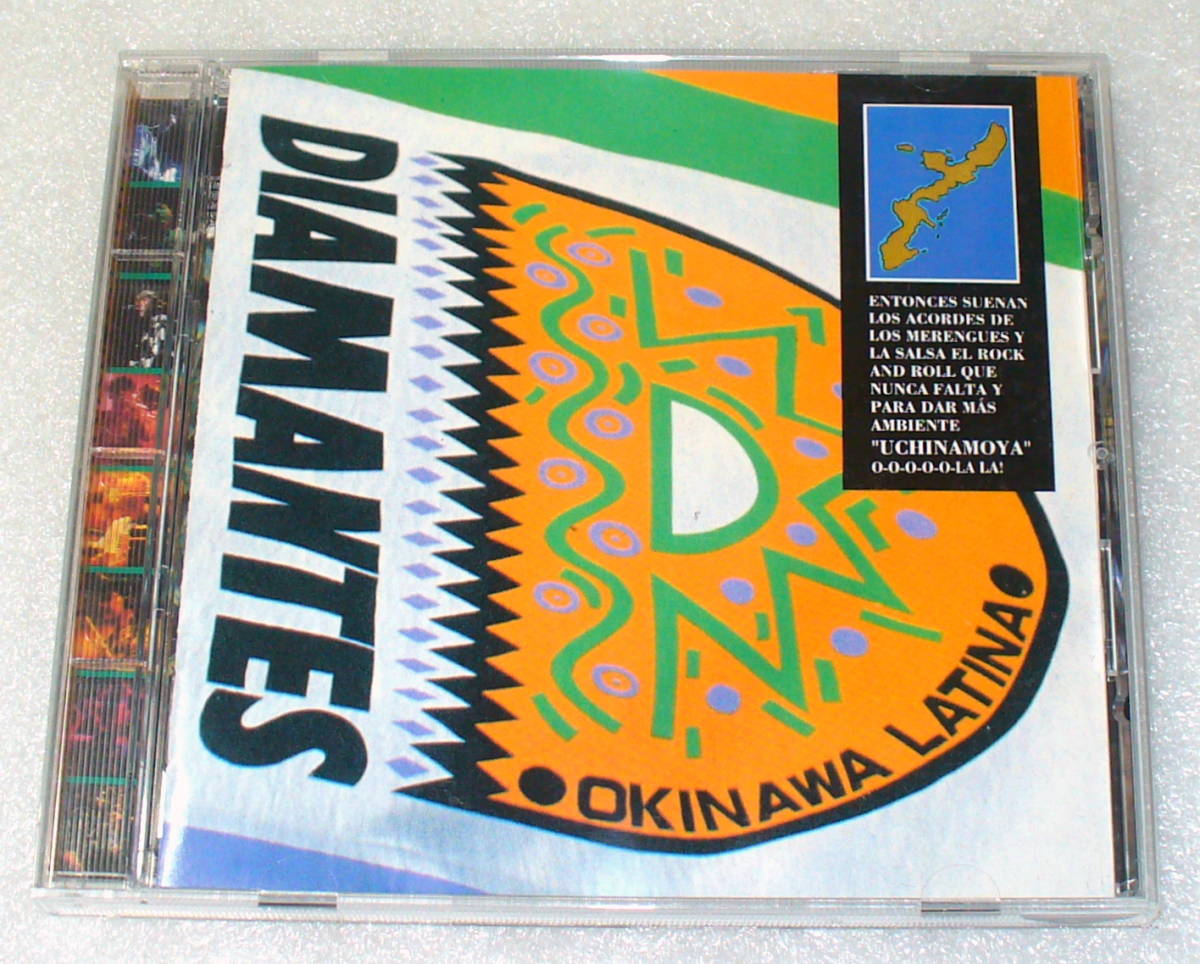 DIAMANTES
D
OKINAWA LATINA
ENTONCES SUENAN
LOS ACORDES DE
LOS MERENGUES Y
LA SALSA EL ROCK
AND ROLL QUE
NUNCA FALTA Y
PARA DAR MÁS
AMBIENTE
"UCHINAMOYA"
O-O-O-O-O-LA LA!